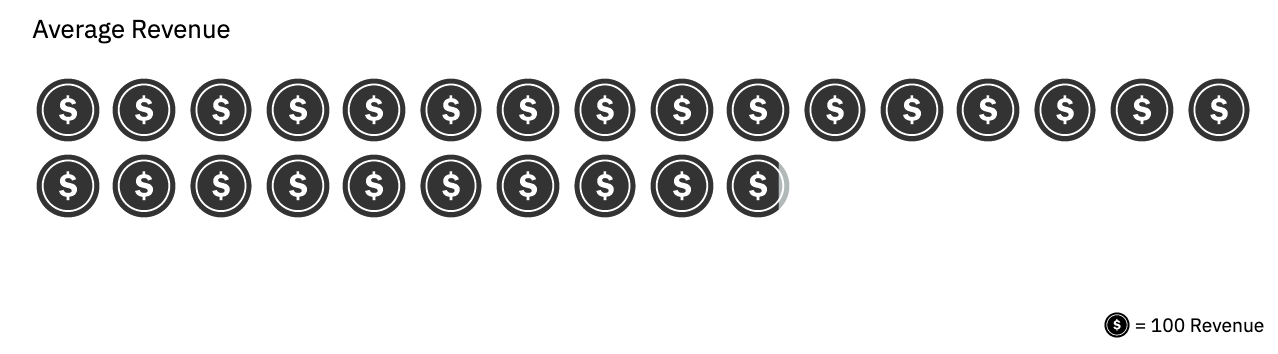 Average Revenue
$ $ $ $ $ $ $ $ $ $ $ $ $ $ $ $
$ $ $ $ $ $ $ $ $ $
$ = 100 Revenue